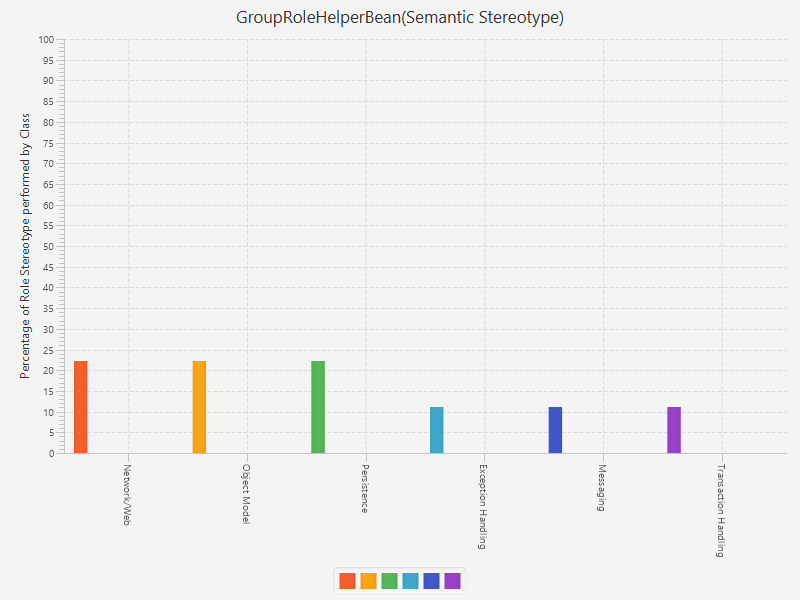 GroupRoleHelperBean(Semantic Stereotype)
Percentage of Role Stereotype performed by Class
100
95
90
85
80
75
70
65
60
55
50
45
40
35
30
25
20
15
10
5
0
Network/Web
Object Model
Persistence
Exception Handling
Messaging
Transaction Handling